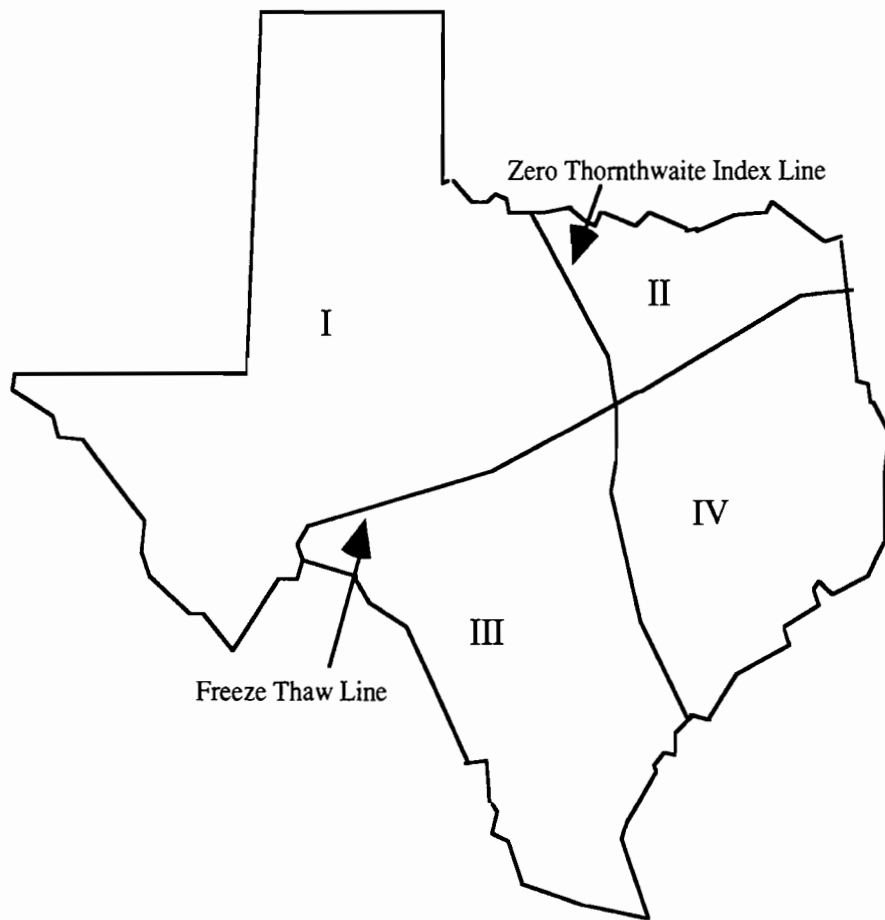 Zero Thornthwaite Index Line
II
I
IV
III
Freeze Thaw Line